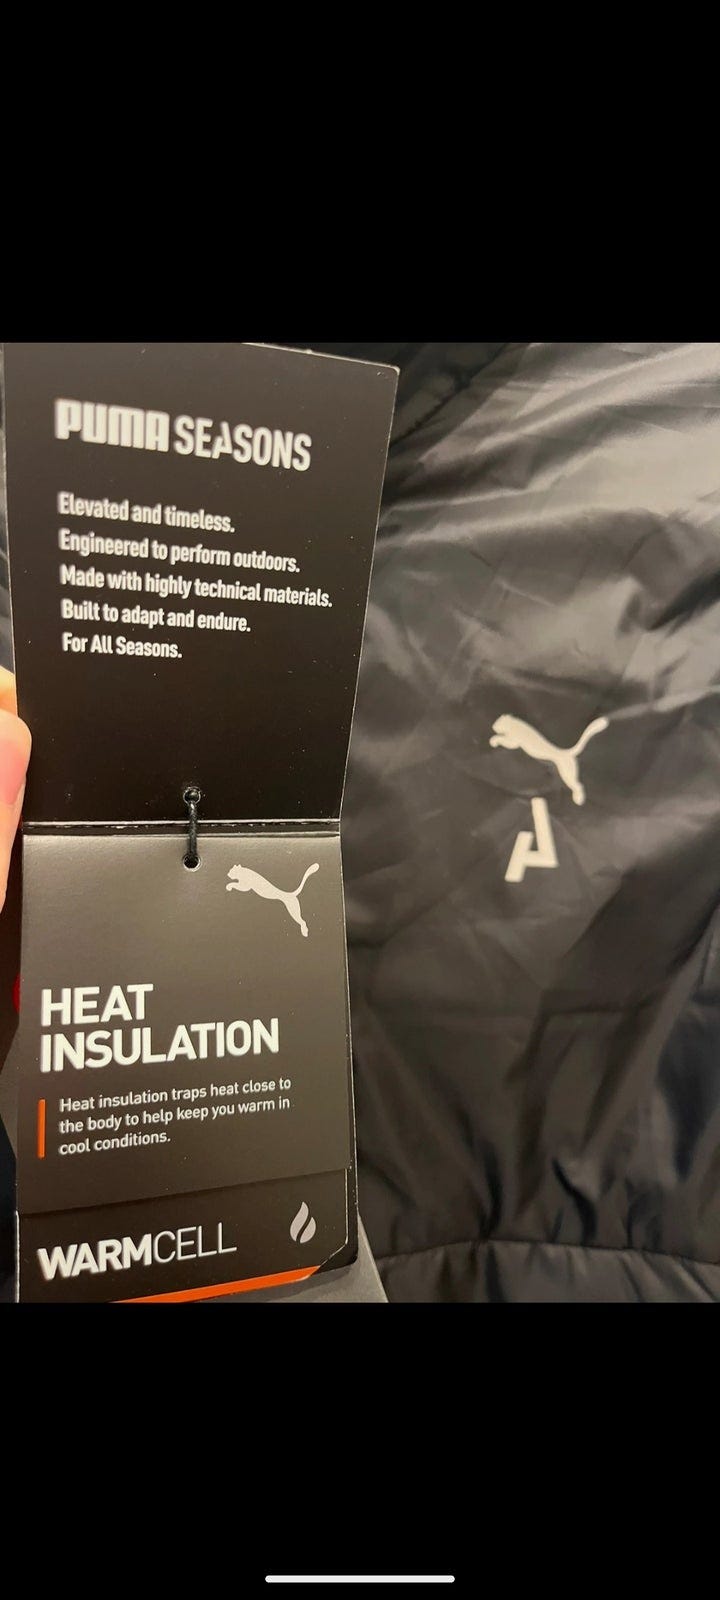 PUMA SEASONS
Elevated and timeless.
Engineered to perform outdoors.
Made with highly technical materials.
Built to adapt and endure.
For All Seasons.
HEAT
INSULATION
Heat insulation traps heat close to
the body to help keep you warm in
cool conditions.
WARMCELL